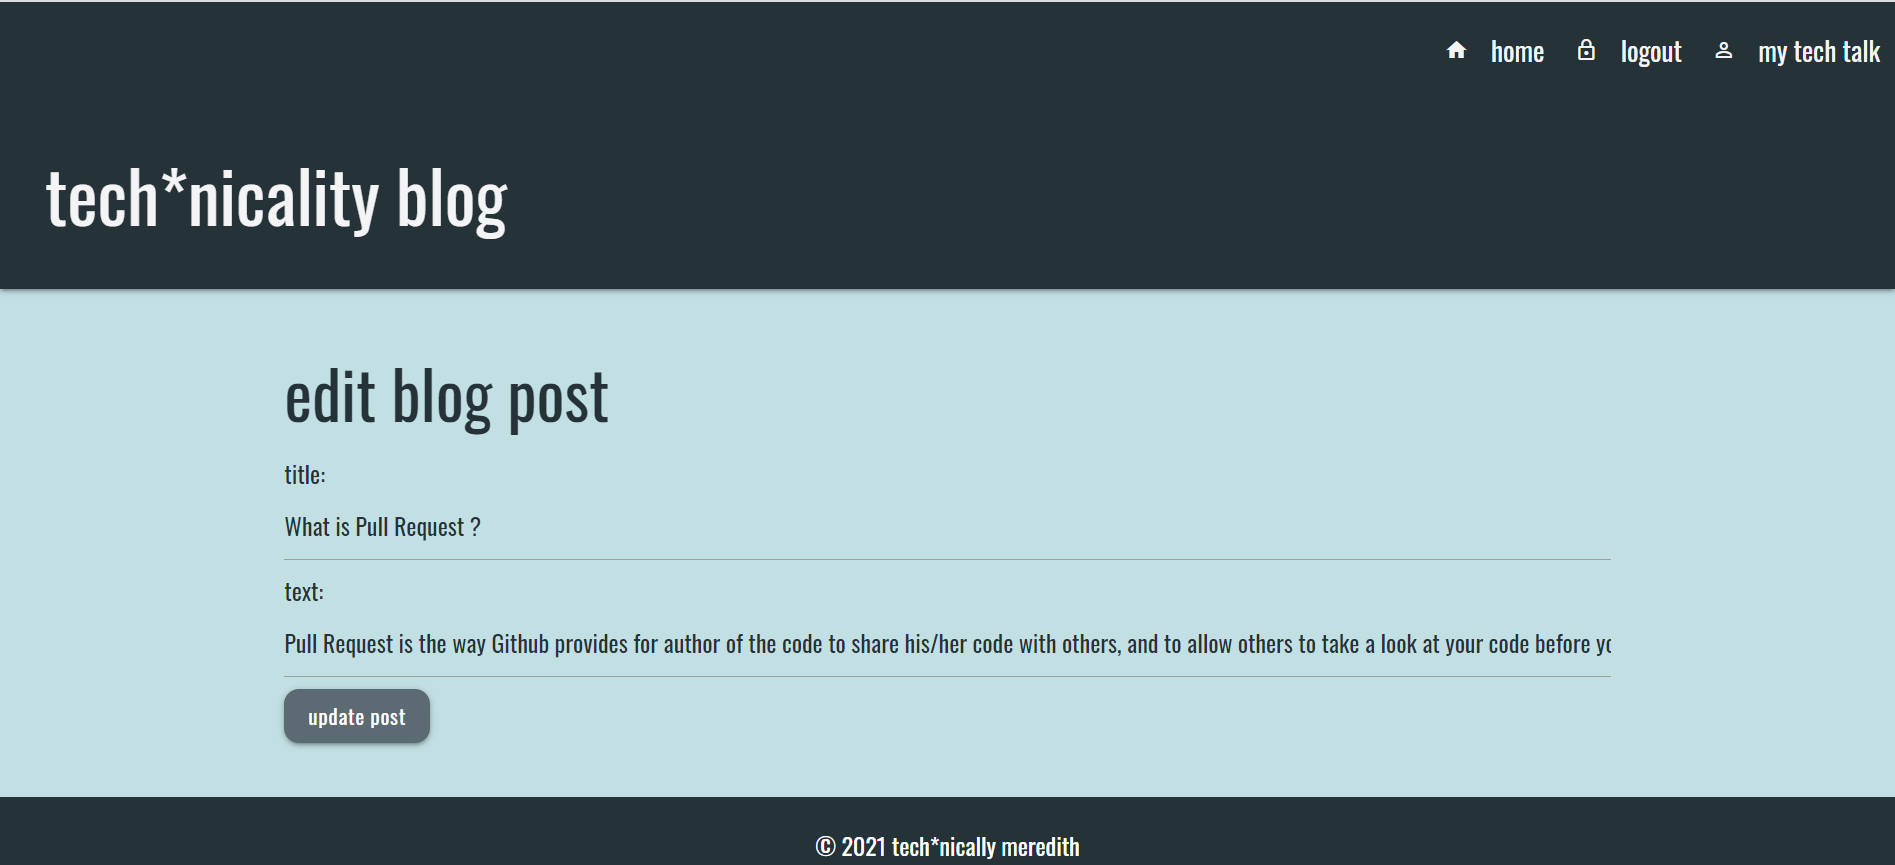 home logout my tech talk
tech*nicality blog
edit blog post
title:
What is Pull Request ?
text:
Pull Request is the way Github provides for author of the code to share his/her code with others, and to allow others to take a look at your code before
update post
© 2021 tech*nically meredith